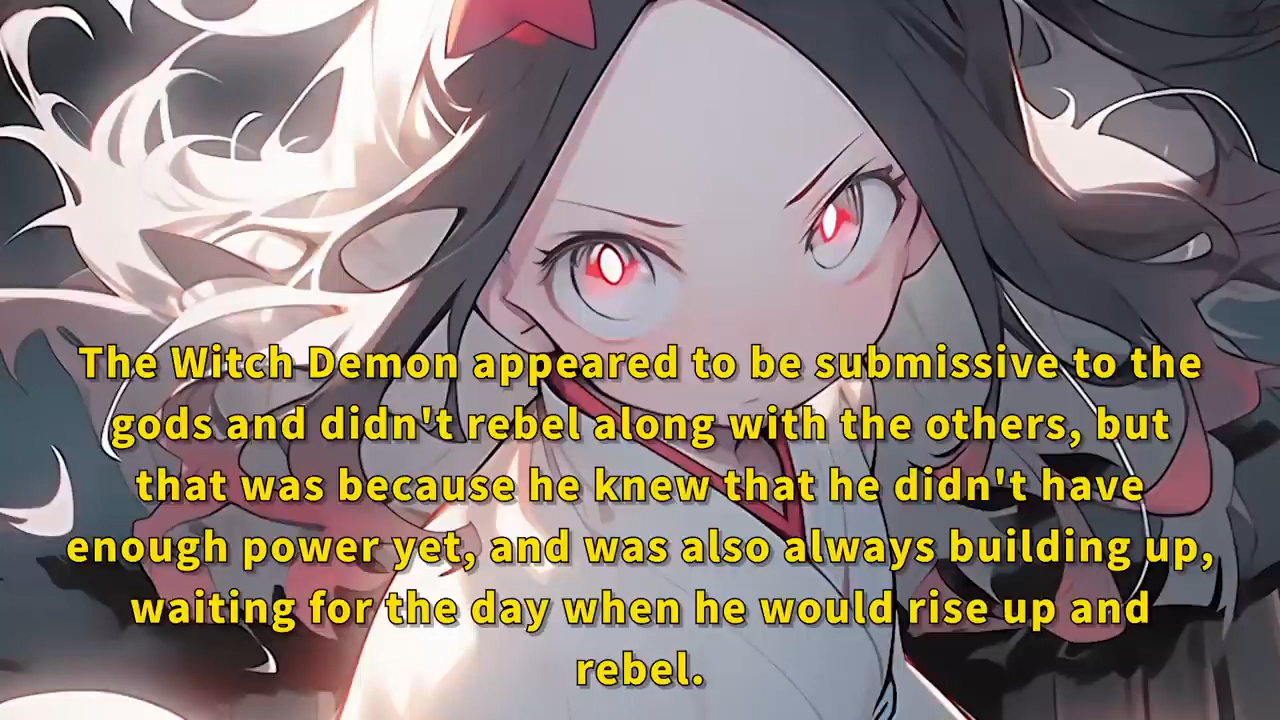 The Witch Demon appeared to be submissive to the
gods and didn't rebel along with the others, but
that was because he knew that he didn't have
enough power yet, and was also always building up,
waiting for the day when he would rise up and
rebel.